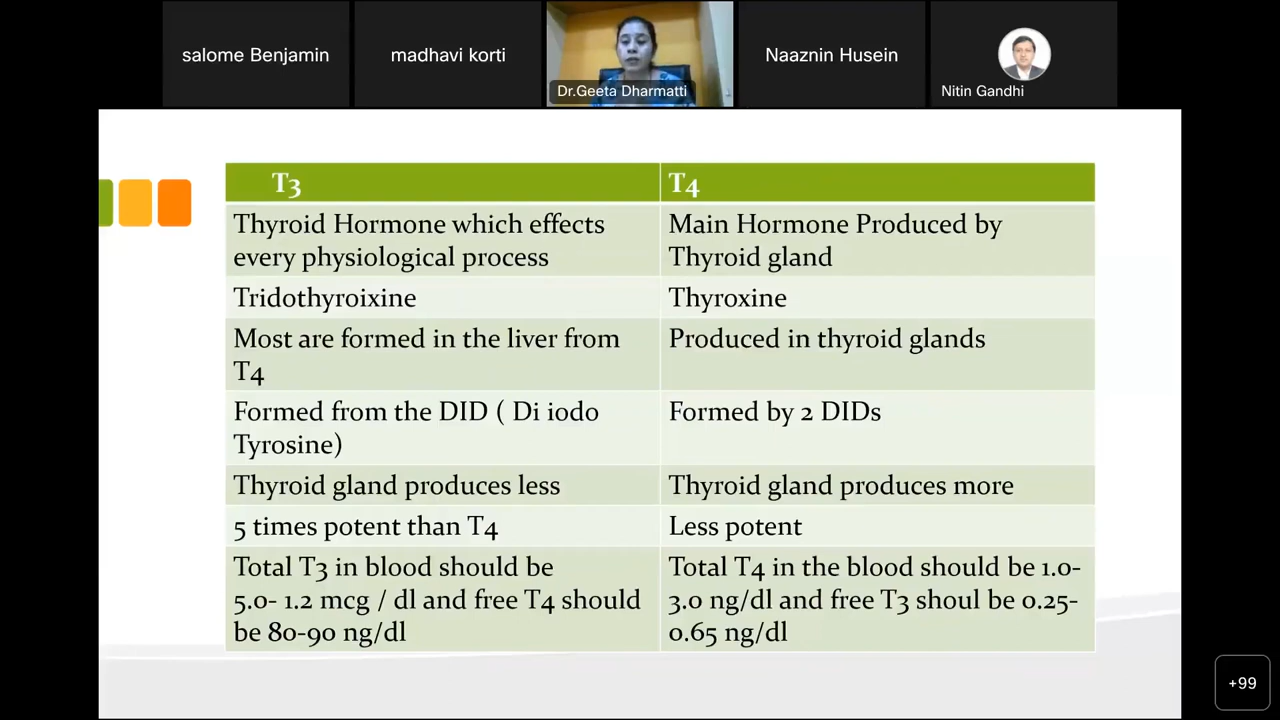 salome Benjamin
madhavi korti
Dr.Geeta Dharmatti
Naaznin Husein
Nitin Gandhi
T3
T4
Thyroid Hormone which effects
every physiological process
Main Hormone Produced by
Thyroid gland
Tridothyroixine
Thyroxine
Most are formed in the liver from
T4
Produced in thyroid glands
Formed from the DID ( Di iodo
Tyrosine)
Formed by 2 DIDs
Thyroid gland produces less
Thyroid gland produces more
5 times potent than T4
Less potent
Total T3 in blood should be
5.0- 1.2 mcg / dl and free T4 should
be 80-90 ng/dl
Total T4 in the blood should be 1.0-
3.0 ng/dl and free T3 shoul be 0.25-
0.65 ng/dl
+99